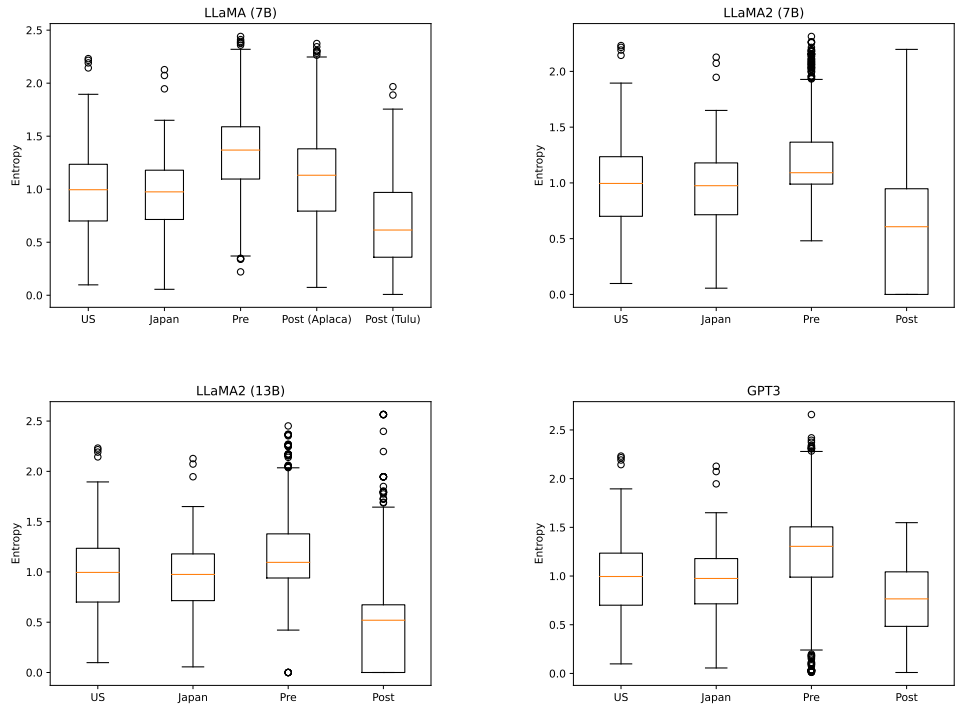 LLaMA (7B)
Entropy
2.5
2.0
1.5
1.0
0.5
0.0
US Japan Pre Post (Aplaca) Post (Tulu)
LLaMA2 (7B)
Entropy
2.0
1.5
1.0
0.5
0.0
US Japan Pre Post
LLaMA2 (13B)
Entropy
2.5
2.0
1.5
1.0
0.5
0.0
US Japan Pre Post
GPT3
Entropy
2.5
2.0
1.5
1.0
0.5
0.0
US Japan Pre Post